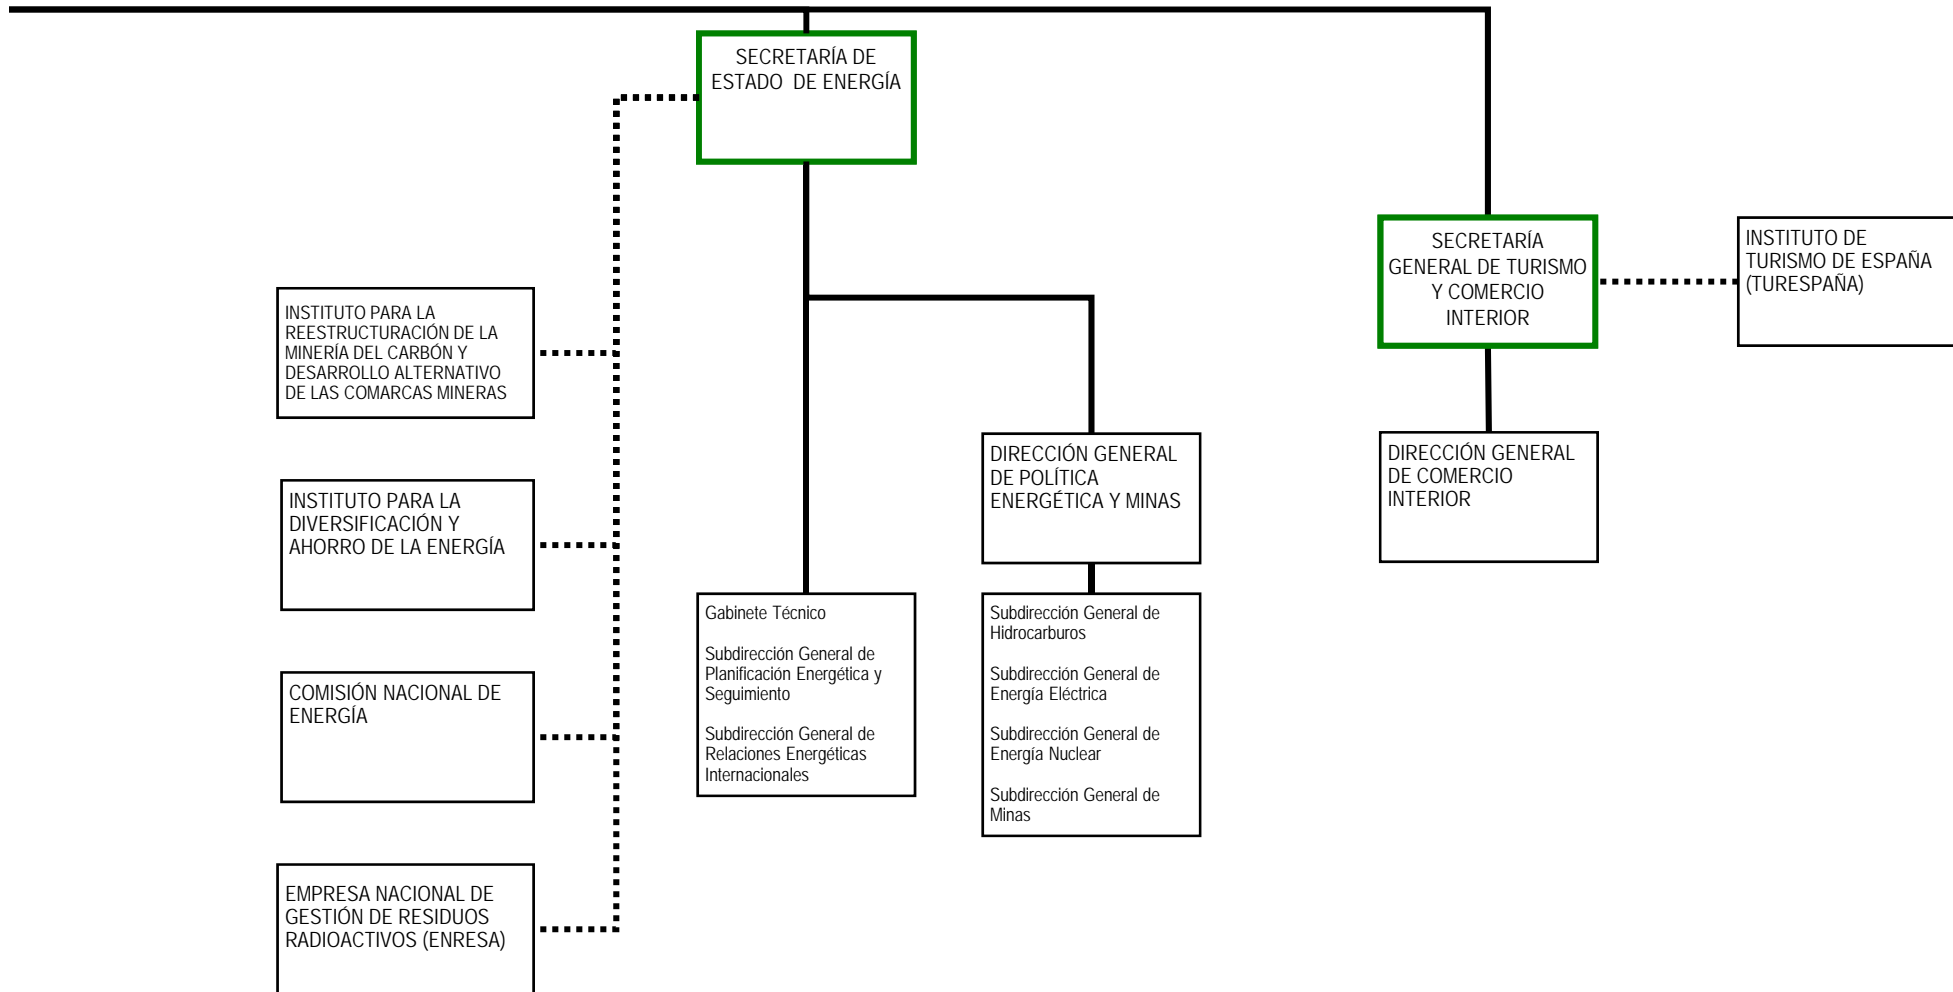 SECRETARÍA DE
ESTADO DE ENERGÍA
SECRETARÍA
GENERAL DE TURISMO
Y COMERCIO
INTERIOR
INSTITUTO DE
TURISMO DE ESPAÑA
(TURESPAÑA)
INSTITUTO PARA LA
REESTRUCTURACIÓN DE LA
MINERÍA DEL CARBÓN Y
DESARROLLO ALTERNATIVO
DE LAS COMARCAS MINERAS
DIRECCIÓN GENERAL
DE POLÍTICA
ENERGÉTICA Y MINAS
DIRECCIÓN GENERAL
DE COMERCIO
INTERIOR
INSTITUTO PARA LA
DIVERSIFICACIÓN Y
AHORRO DE LA ENERGÍA
Gabinete Técnico
Subdirección General de
Planificación Energética y
Seguimiento
Subdirección General de
Relaciones Energéticas
Internacionales
Subdirección General de
Hidrocarburos
Subdirección General de
Energía Eléctrica
Subdirección General de
Energía Nuclear
Subdirección General de
Minas
COMISIÓN NACIONAL DE
ENERGÍA
EMPRESA NACIONAL DE
GESTIÓN DE RESIDUOS
RADIOACTIVOS (ENRESA)